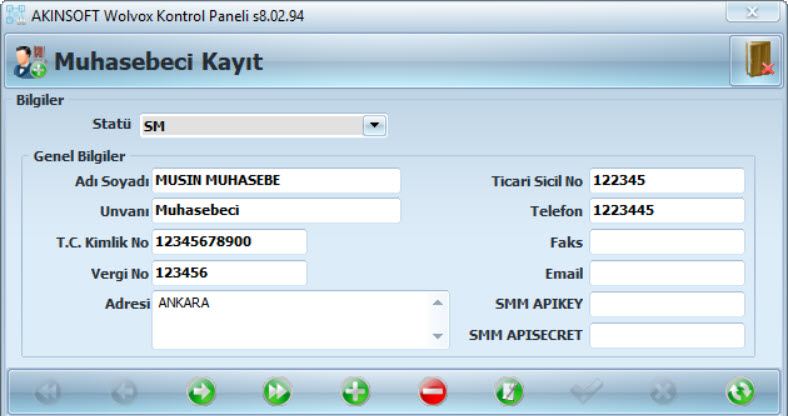 AKINSOFT Wolvox Kontrol Paneli s8.02.94
Muhasebeci Kayıt
Bilgiler
Statü SM
Genel Bilgiler
Adı Soyadı MUSIN MUHASEBE
Ticari Sicil No 122345
Unvanı Muhasebeci
Telefon 1223445
T.C. Kimlik No 12345678900
Faks
Vergi No 123456
Email
Adresi ANKARA
SMM APIKEY
SMM APISECRET